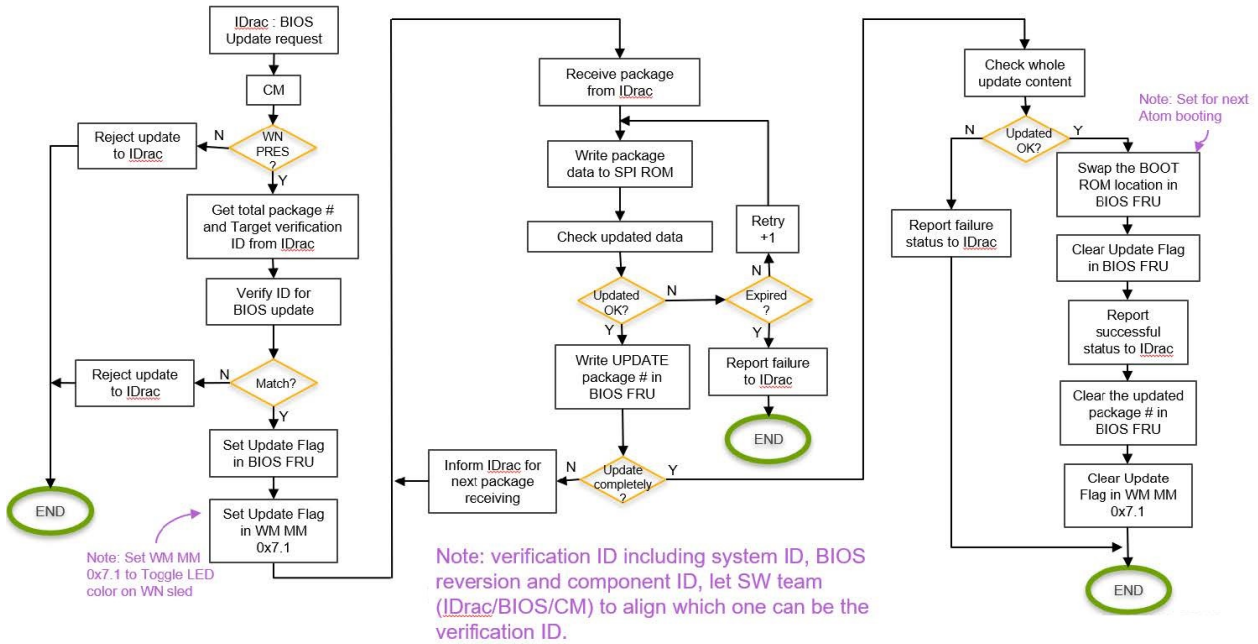 IDrac : BIOS
Update request
CM
WN
PRES
?
N
Y
Reject update
to IDrac
Get total package #
and Target verification
ID from IDrac
Verify ID for
BIOS update
Match?
N
Y
Reject update
to IDrac
Set Update Flag
in BIOS FRU
Set Update Flag
in WM MM
0x7.1
END
Note: Set WM MM
0x7.1 to Toggle LED
color on WN sled
Receive package
from IDrac
Write package
data to SPI ROM
Check updated data
Updated
OK?
N
Y
Expired
?
N
Y
Retry
+1
Report failure
to IDrac
END
Write UPDATE
package # in
BIOS FRU
Update
completely
?
N
Y
Inform IDrac for
next package
receiving
Note: verification ID including system ID, BIOS
reversion and component ID, let SW team
(IDrac/BIOS/CM) to align which one can be the
verification ID.
Check whole
update content
Note: Set for next
Atom booting
Updated
OK?
N
Y
Report failure
status to IDrac
Swap the BOOT
ROM location in
BIOS FRU
Clear Update Flag
in BIOS FRU
Report
successful
status to IDrac
Clear the updated
package # in
BIOS FRU
Clear Update
Flag in WM MM
0x7.1
END